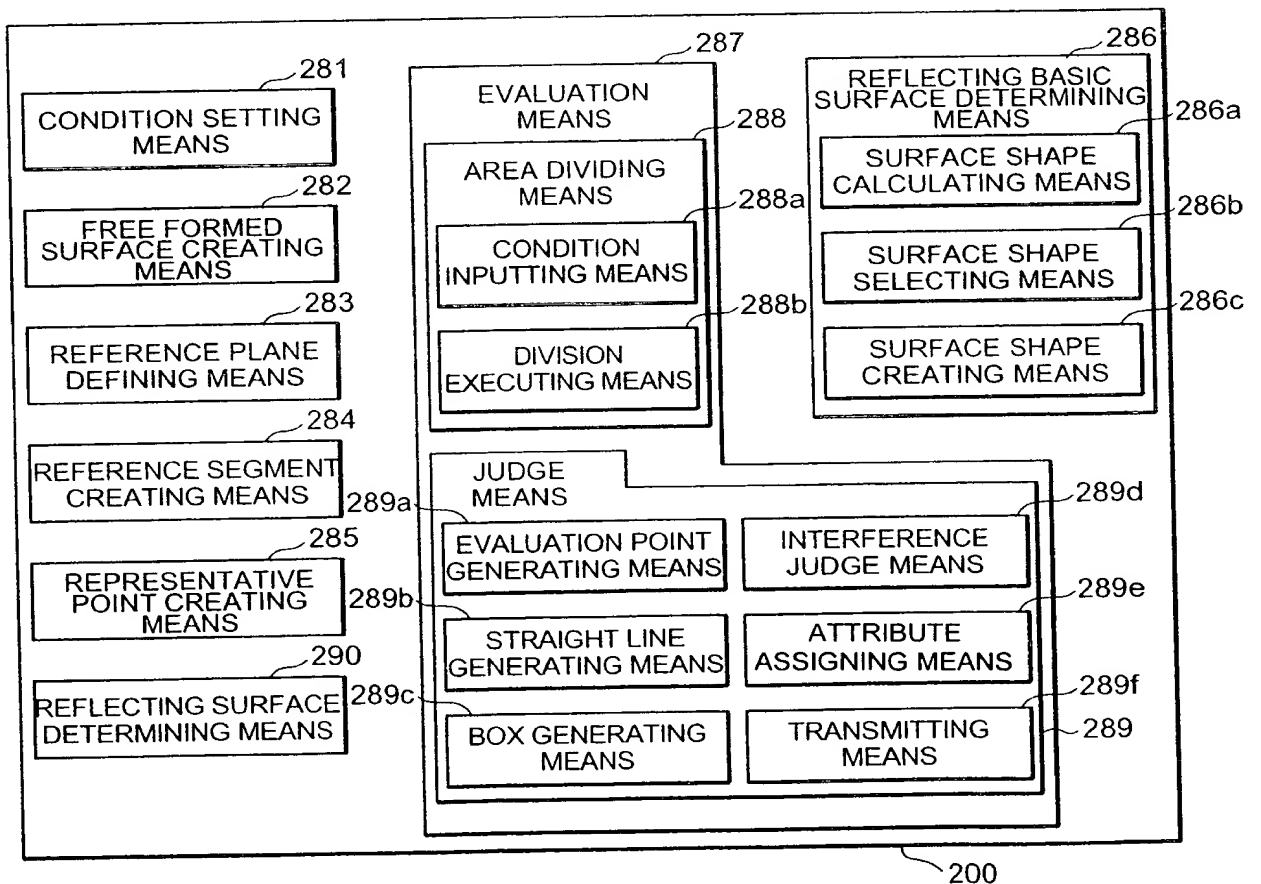 281
CONDITION SETTING
MEANS
282
FREE FORMED
SURFACE CREATING
MEANS
283
REFERENCE PLANE
DEFINING MEANS
284
REFERENCE SEGMENT
CREATING MEANS
285
REPRESENTATIVE
POINT CREATING
MEANS
290
REFLECTING SURFACE
DETERMINING MEANS
287
EVALUATION
MEANS
288
AREA DIVIDING
MEANS
288a
CONDITION
INPUTTING MEANS
288b
DIVISION
EXECUTING MEANS
JUDGE
MEANS
289a
EVALUATION POINT
GENERATING MEANS
289b
STRAIGHT LINE
GENERATING MEANS
289c
BOX GENERATING
MEANS
289d
INTERFERENCE
JUDGE MEANS
289e
ATTRIBUTE
ASSIGNING MEANS
289f
TRANSMITTING
MEANS
289
286
REFLECTING BASIC
SURFACE DETERMINING
MEANS
286a
SURFACE SHAPE
CALCULATING MEANS
286b
SURFACE SHAPE
SELECTING MEANS
286c
SURFACE SHAPE
CREATING MEANS
200